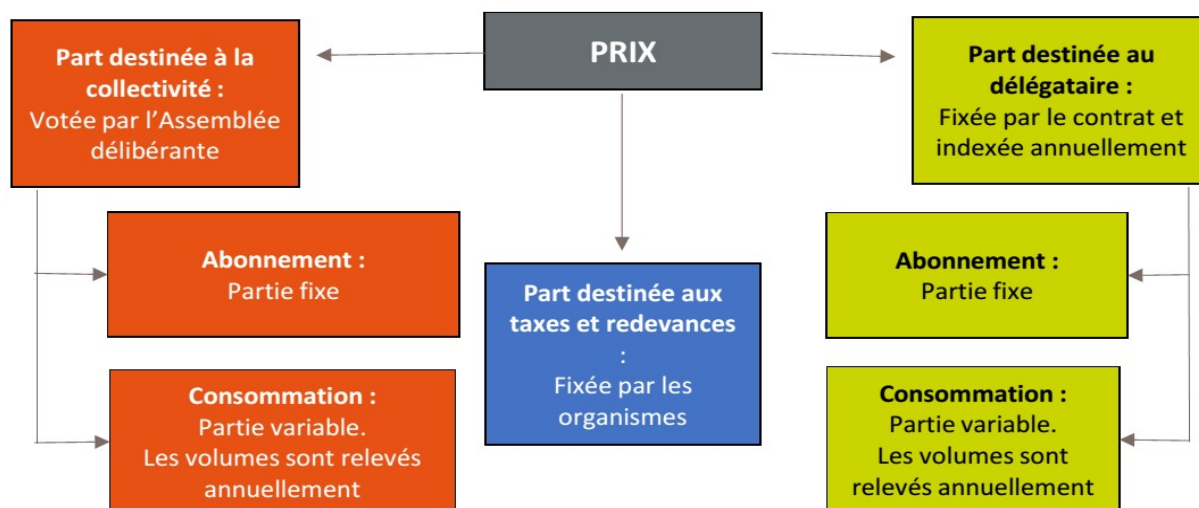 PRIX
Part destinée à la
collectivité :
Votée par l’Assemblée
délibérante
Abonnement :
Partie fixe
Consommation :
Partie variable.
Les volumes sont relevés
annuellement
Part destinée aux
taxes et redevances
:
Fixée par les
organismes
Part destinée au
délégataire :
Fixée par le contrat et
indexée annuellement
Abonnement :
Partie fixe
Consommation :
Partie variable.
Les volumes sont
relevés annuellement